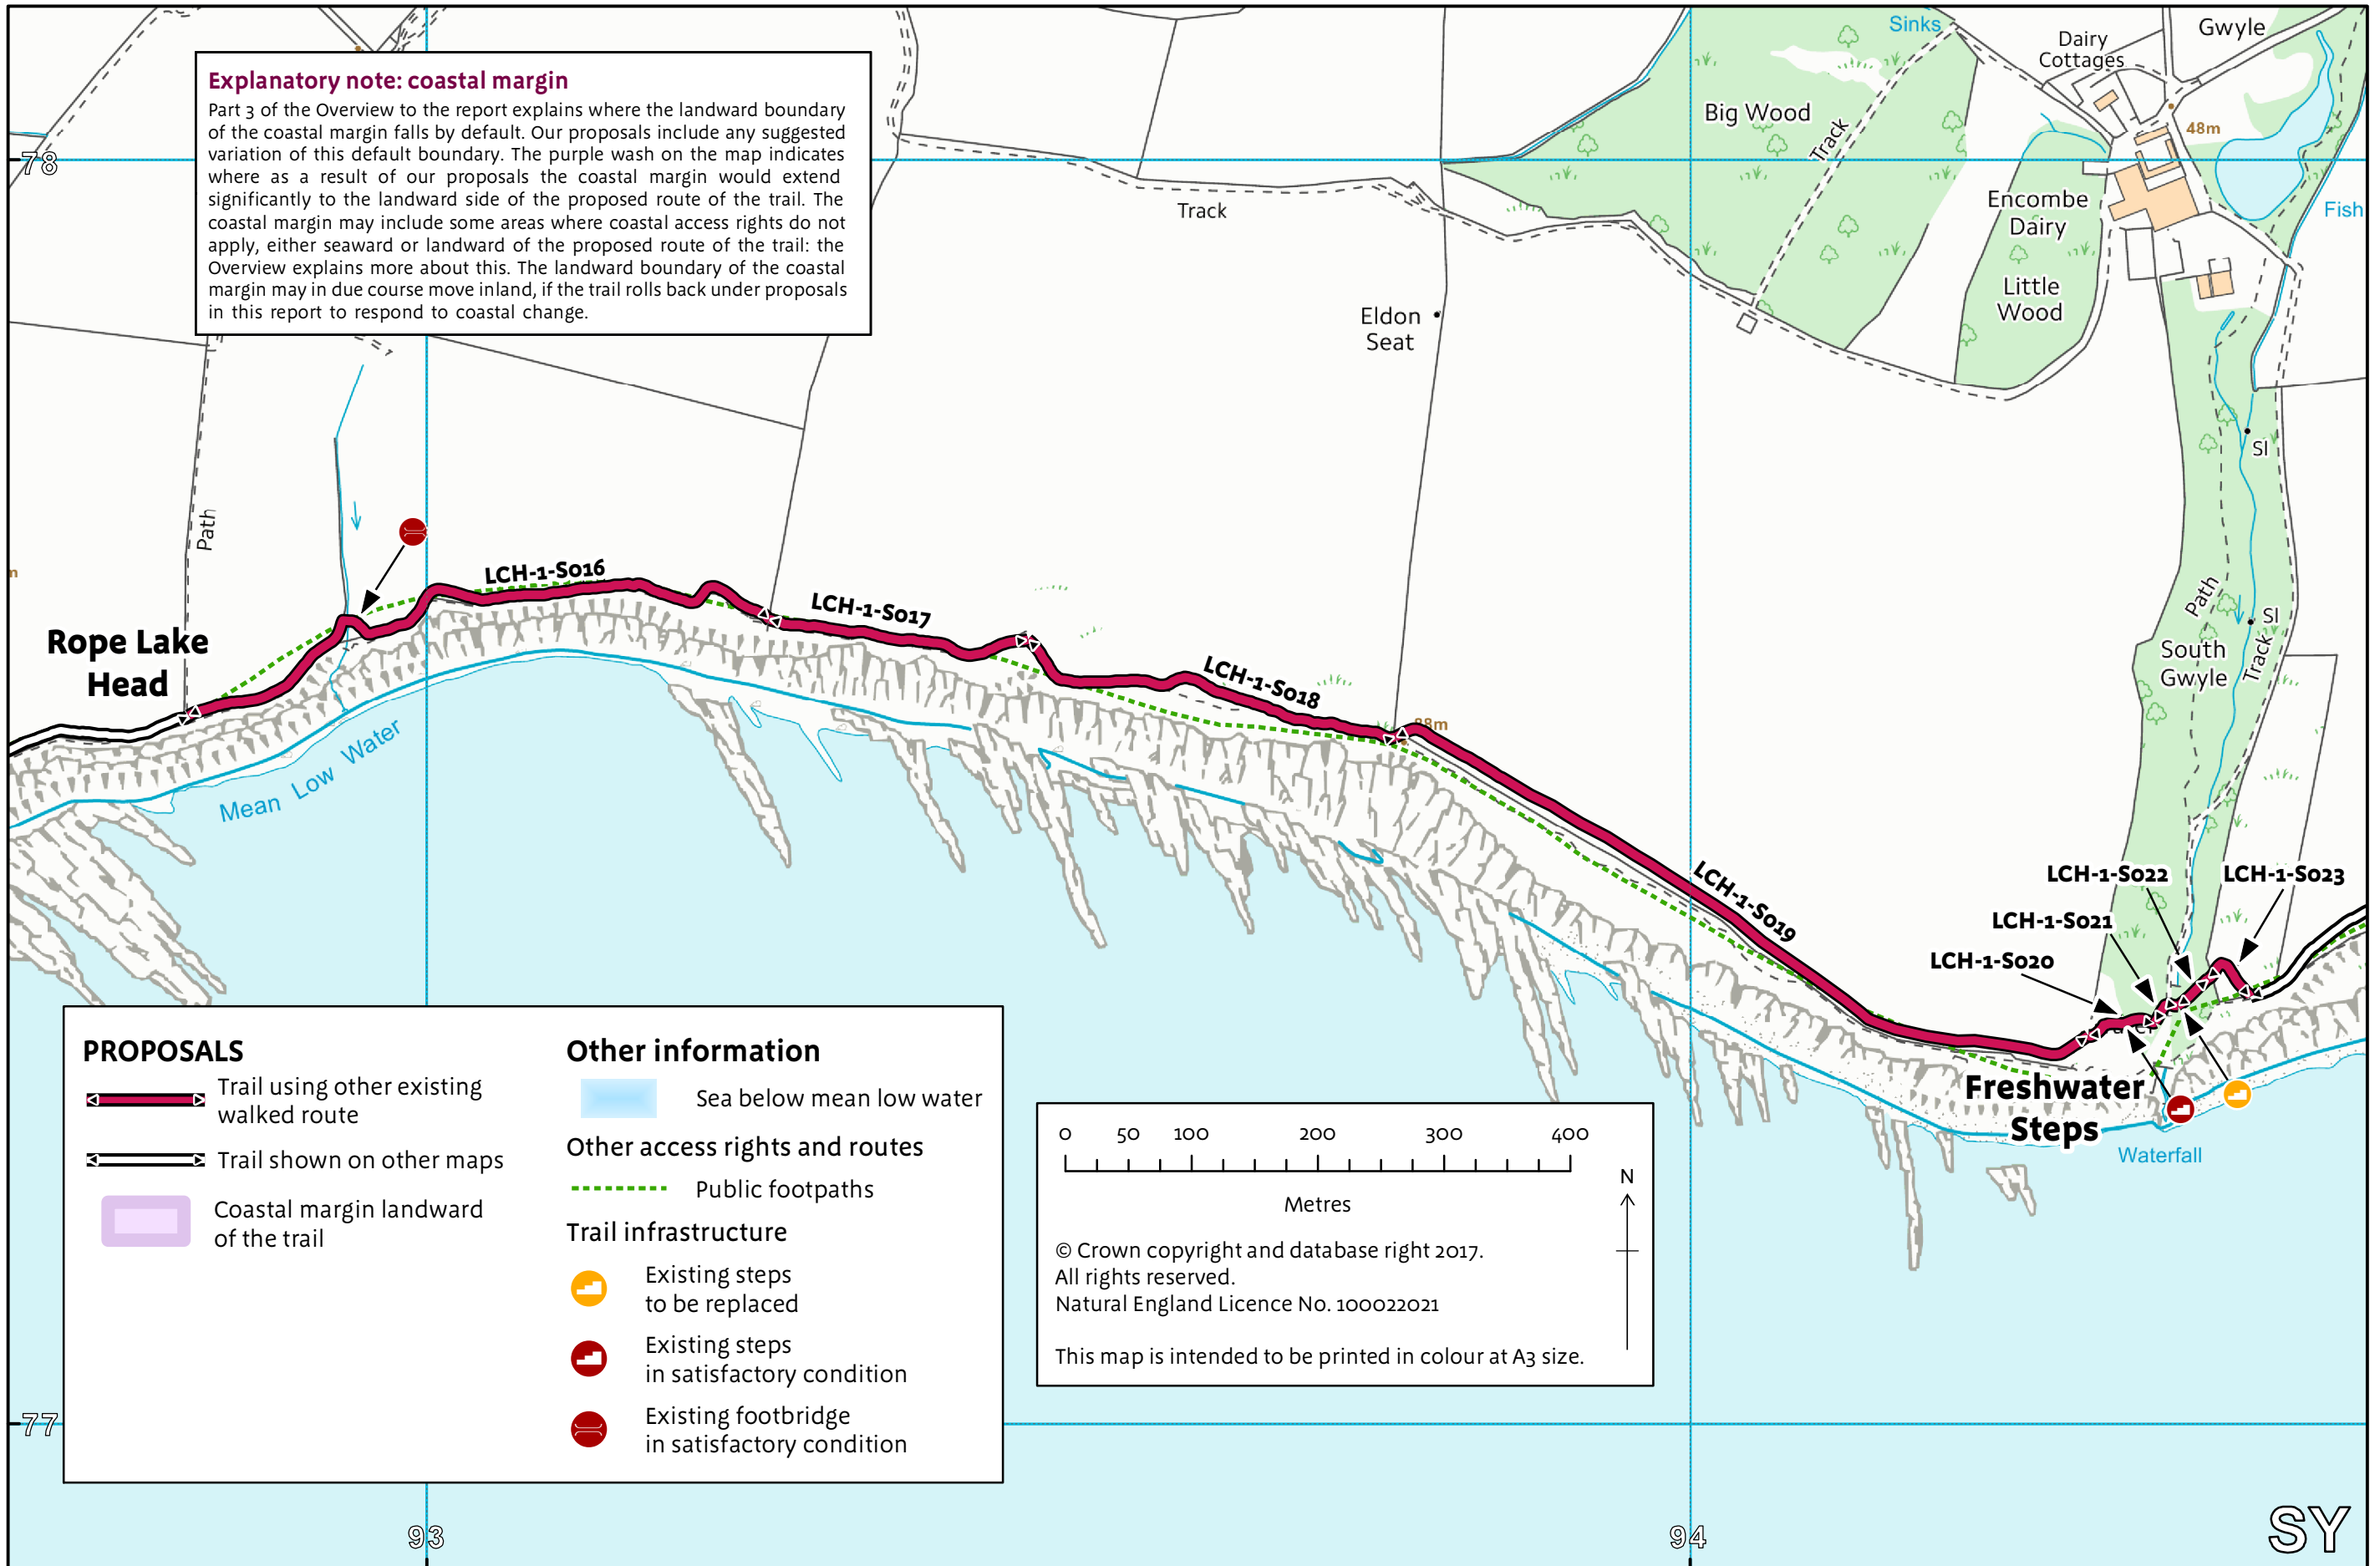 Explanatory note: coastal margin
Part 3 of the Overview to the report explains where the landward boundary
of the coastal margin falls by default. Our proposals include any suggested
variation of this default boundary. The purple wash on the map indicates
where as a result of our proposals the coastal margin would extend
significantly to the landward side of the proposed route of the trail. The
coastal margin may include some areas where coastal access rights do not
apply, either seaward or landward of the proposed route of the trail: the
Overview explains more about this. The landward boundary of the coastal
margin may in due course move inland, if the trail rolls back under proposals
in this report to respond to coastal change.
Sinks
Dairy
Cottages
Gwyle
Big Wood
Track
48m
78
Track
Encombe
Dairy
Fish
Little
Wood
Eldon
Seat
Sl
Path
m
LCH-1-S016
LCH-1-S017
Path
Sl
Rope Lake
Head
South
Gwyle
Track
LCH-1-S018
88m
Mean Low Water
LCH-1-S019
LCH-1-S022
LCH-1-S023
LCH-1-S021
LCH-1-S020
Freshwater
Steps
Waterfall
PROPOSALS
Trail using other existing
walked route
Trail shown on other maps
Coastal margin landward
of the trail
Other information
Sea below mean low water
Other access rights and routes
Public footpaths
Trail infrastructure
Existing steps
to be replaced
Existing steps
in satisfactory condition
Existing footbridge
in satisfactory condition
0 50 100 200 300 400
Metres
N
© Crown copyright and database right 2017.
All rights reserved.
Natural England Licence No. 100022021
This map is intended to be printed in colour at A3 size.
77
93
94
SY